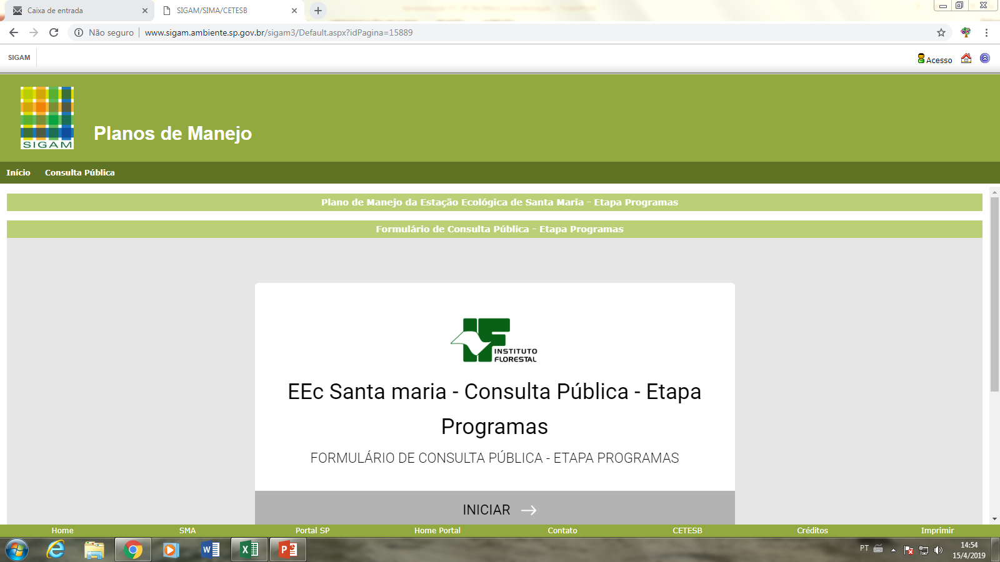 Caixa de entrada
SIGAM/SIMA/CETESB
Não seguro
www.sigam.ambiente.sp.gov.br/sigam3/Default.aspx?idPagina=15889
SIGAM
Acesso
SIGAM
Planos de Manejo
Início
Consulta Pública
Plano de Manejo da Estação Ecológica de Santa Maria - Etapa Programas
Formulário de Consulta Pública - Etapa Programas
INSTITUTO
FLORESTAL
EEc Santa maria - Consulta Pública - Etapa
Programas
FORMULÁRIO DE CONSULTA PÚBLICA - ETAPA PROGRAMAS
INICIAR
Home
SMA
Portal SP
Home Portal
Contato
CETESB
Créditos
Imprimir
PT
14:54
15/4/2019